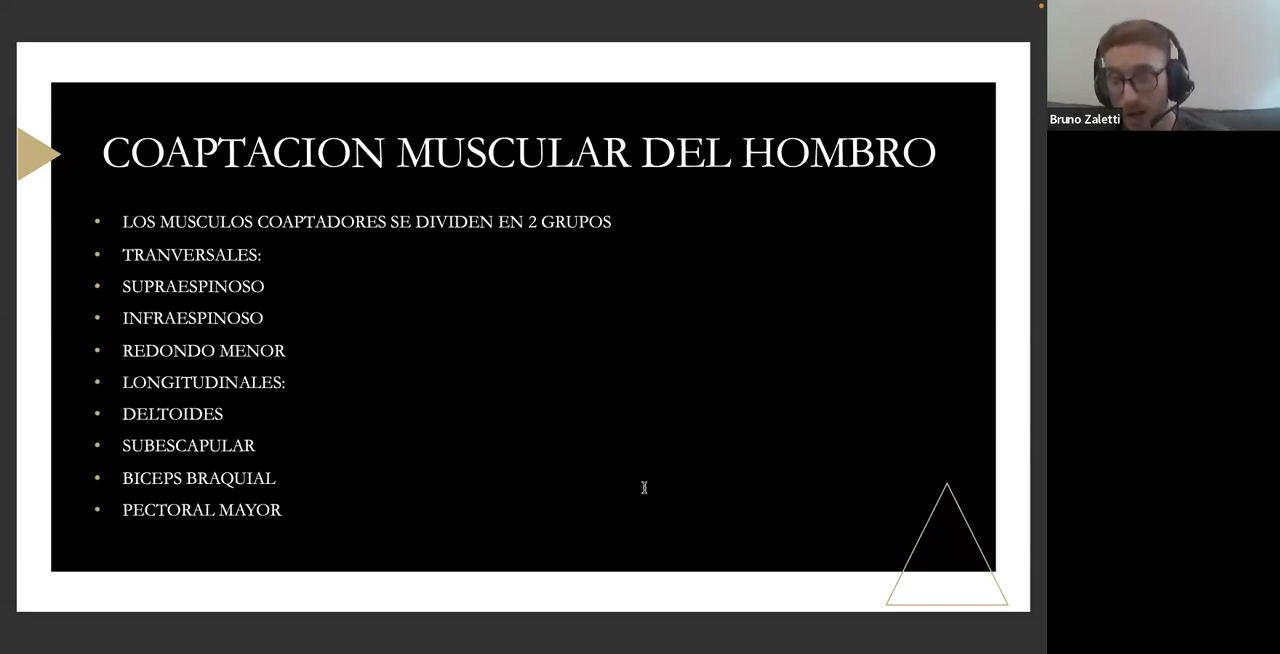 COAPTACION MUSCULAR DEL HOMBRO
• LOS MUSCULOS COAPTADORES SE DIVIDEN EN 2 GRUPOS
• TRANVERSALES:
• SUPRAESPINOSO
• INFRAESPINOSO
• REDONDO MENOR
• LONGITUDINALES:
• DELTOIDES
• SUBESCAPULAR
• BICEPS BRAQUIAL
• PECTORAL MAYOR
Bruno Zaletti